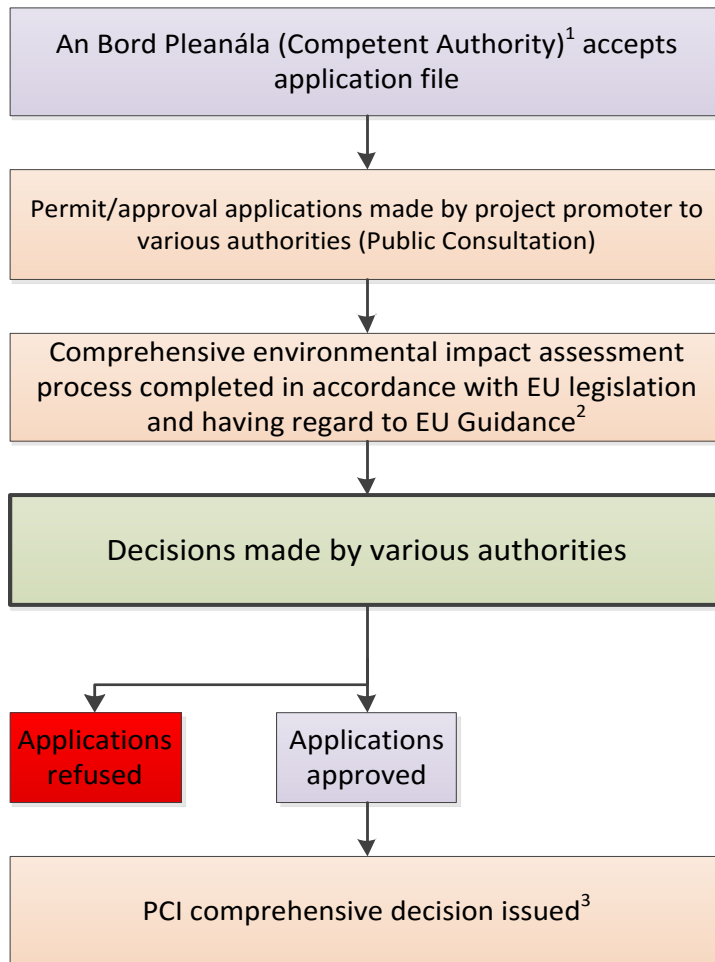 An Bord Pleanála (Competent Authority)¹ accepts
application file
Permit/approval applications made by project promoter to
various authorities (Public Consultation)
Comprehensive environmental impact assessment
process completed in accordance with EU legislation
and having regard to EU Guidance²
Decisions made by various authorities
Applications
refused
Applications
approved
PCI comprehensive decision issued³